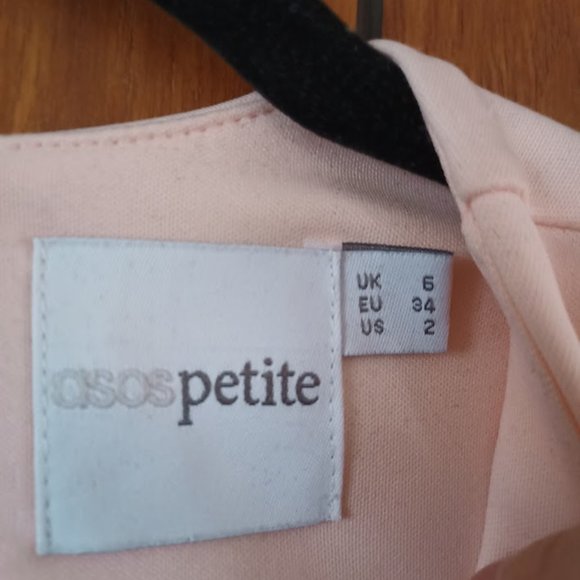 asos petite
UK 6
EU 34
US 2